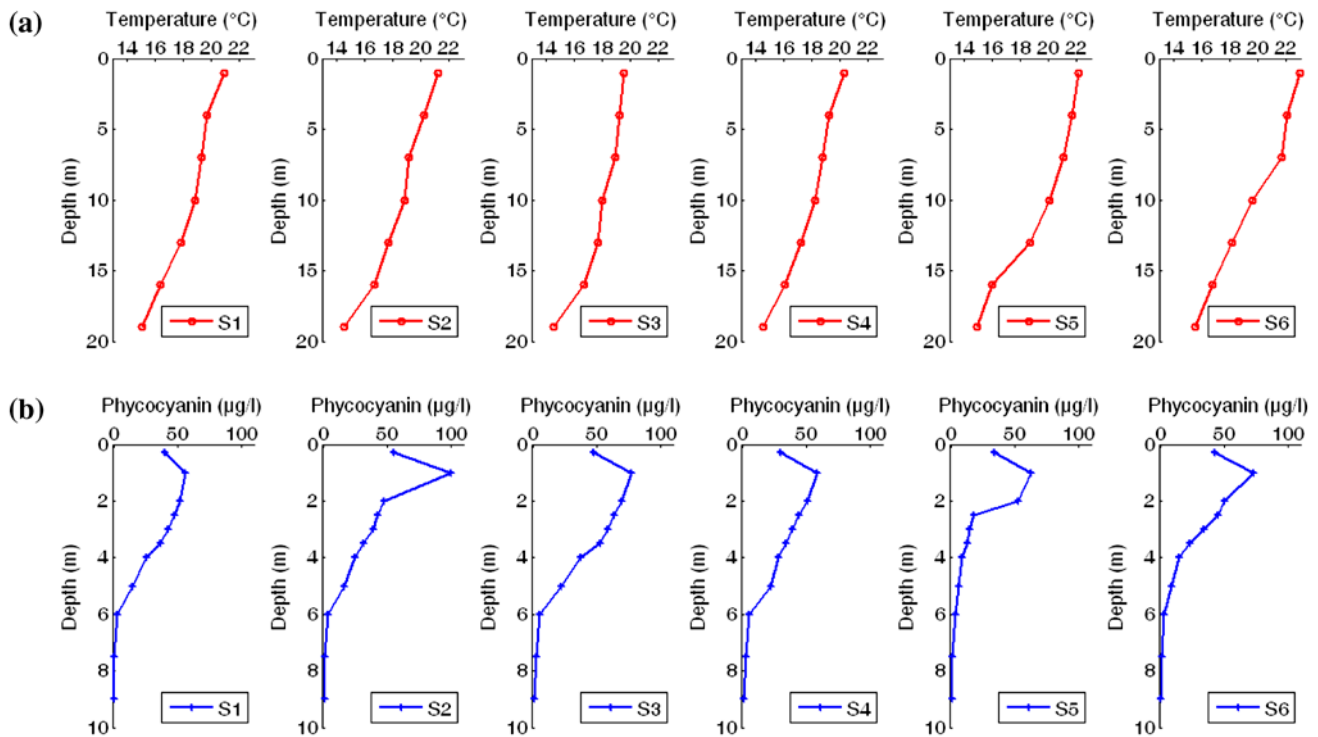 (a)
Temperature (°C) Temperature (°C) Temperature (°C) Temperature (°C) Temperature (°C) Temperature (°C)
14 16 18 20 22 14 16 18 20 22 14 16 18 20 22 14 16 18 20 22 14 16 18 20 22 14 16 18 20 22
0 0 0 0 0 0
5 5 5 5 5 5
10 10 10 10 10 10
15 15 15 15 15 15
20 20 20 20 20 20
Depth (m) Depth (m) Depth (m) Depth (m) Depth (m) Depth (m)
S1 S2 S3 S4 S5 S6
(b)
Phycocyanin (µg/l) Phycocyanin (µg/l) Phycocyanin (µg/l) Phycocyanin (µg/l) Phycocyanin (µg/l) Phycocyanin (µg/l)
0 50 100 0 50 100 0 50 100 0 50 100 0 50 100 0 50 100
0 0 0 0 0 0
2 2 2 2 2 2
4 4 4 4 4 4
6 6 6 6 6 6
8 8 8 8 8 8
10 10 10 10 10 10
Depth (m) Depth (m) Depth (m) Depth (m) Depth (m) Depth (m)
S1 S2 S3 S4 S5 S6